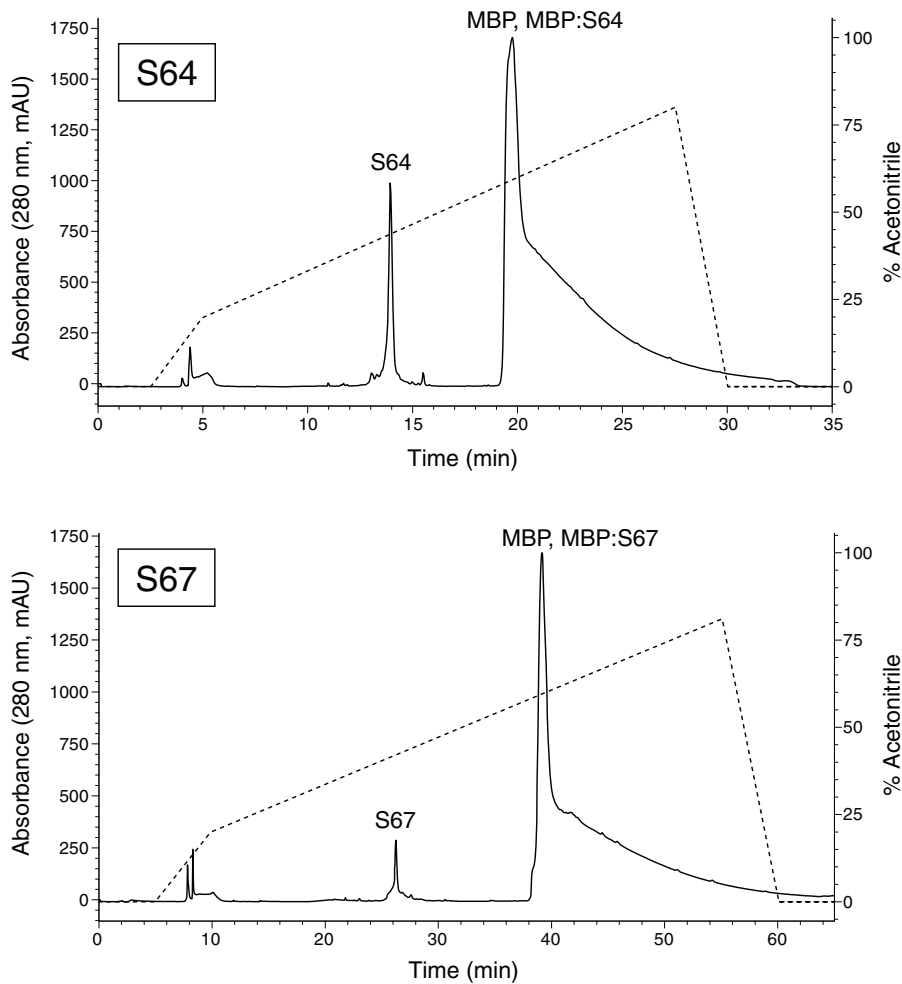 MBP, MBP:S64
S64
S64
Absorbance (280 nm, mAU)
1750
1500
1250
1000
750
500
250
0
100
75
50
25
0
% Acetonitrile
0 5 10 15 20 25 30 35
Time (min)
MBP, MBP:S67
S67
S67
Absorbance (280 nm, mAU)
1750
1500
1250
1000
750
500
250
0
100
75
50
25
0
% Acetonitrile
0 10 20 30 40 50 60
Time (min)